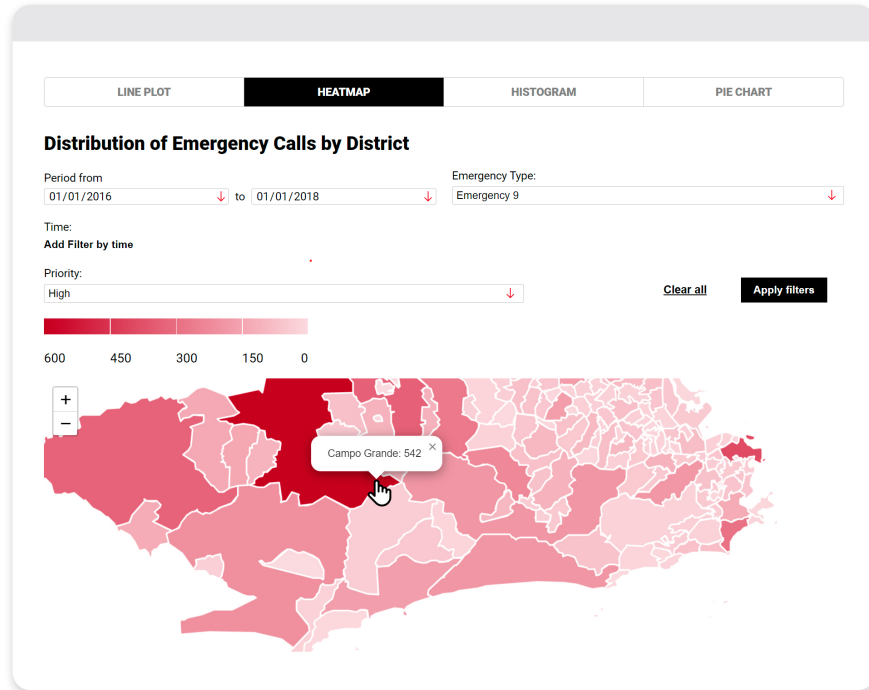 LINE PLOT HEATMAP HISTOGRAM PIE CHART
Distribution of Emergency Calls by District
Period from Emergency Type:
01/01/2016 to 01/01/2018 Emergency 9
Time:
Add Filter by time
Priority:
High Clear all Apply filters
600 450 300 150 0
+
−
Campo Grande: 542 ×